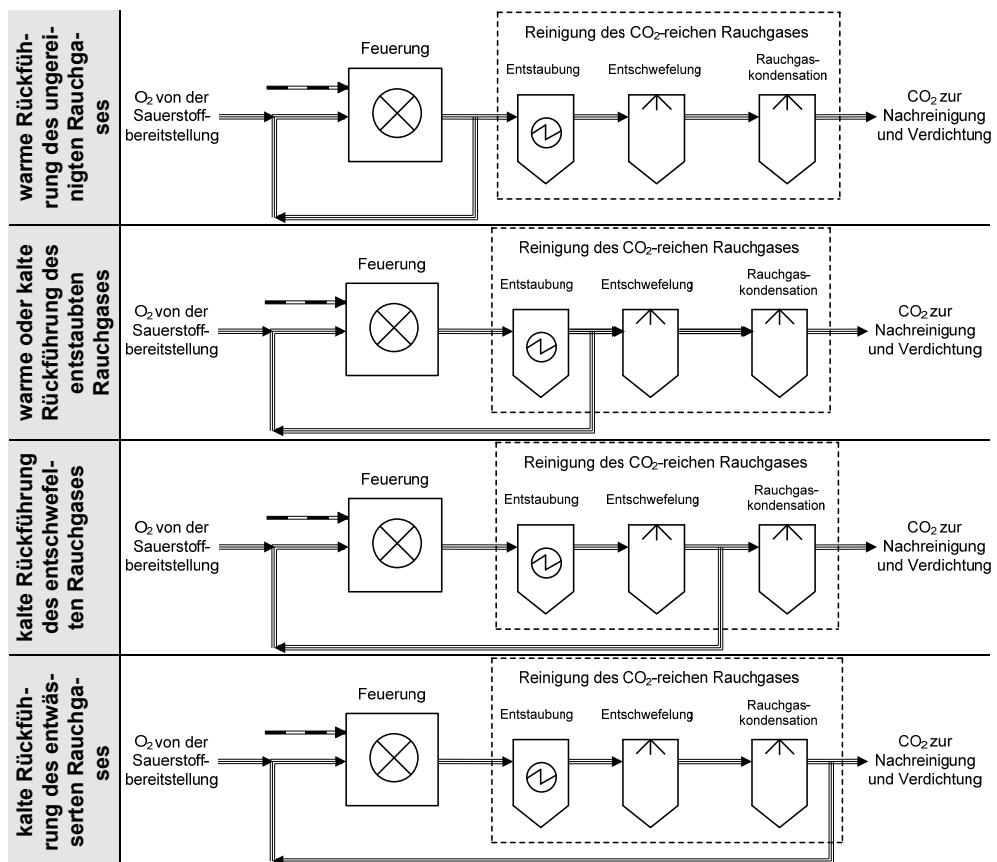 warme Rückfüh-
rung des ungerei-
nigten Rauchga-
ses
O₂ von der
Sauerstoff-
bereitstellung
Feuerung
Reinigung des CO₂-reichen Rauchgases
Entstaubung
Entschwefelung
Rauchgas-
kondensation
CO₂ zur
Nachreinigung
und Verdichtung
warme oder kalte
Rückführung des
entstaubten
Rauchgases
O₂ von der
Sauerstoff-
bereitstellung
Feuerung
Reinigung des CO₂-reichen Rauchgases
Entstaubung
Entschwefelung
Rauchgas-
kondensation
CO₂ zur
Nachreinigung
und Verdichtung
kalte Rückführung
des entschwefel-
ten Rauchgases
O₂ von der
Sauerstoff-
bereitstellung
Feuerung
Reinigung des CO₂-reichen Rauchgases
Entstaubung
Entschwefelung
Rauchgas-
kondensation
CO₂ zur
Nachreinigung
und Verdichtung
kalte Rückfüh-
rung des entwäs-
serten Rauchga-
ses
O₂ von der
Sauerstoff-
bereitstellung
Feuerung
Reinigung des CO₂-reichen Rauchgases
Entstaubung
Entschwefelung
Rauchgas-
kondensation
CO₂ zur
Nachreinigung
und Verdichtung